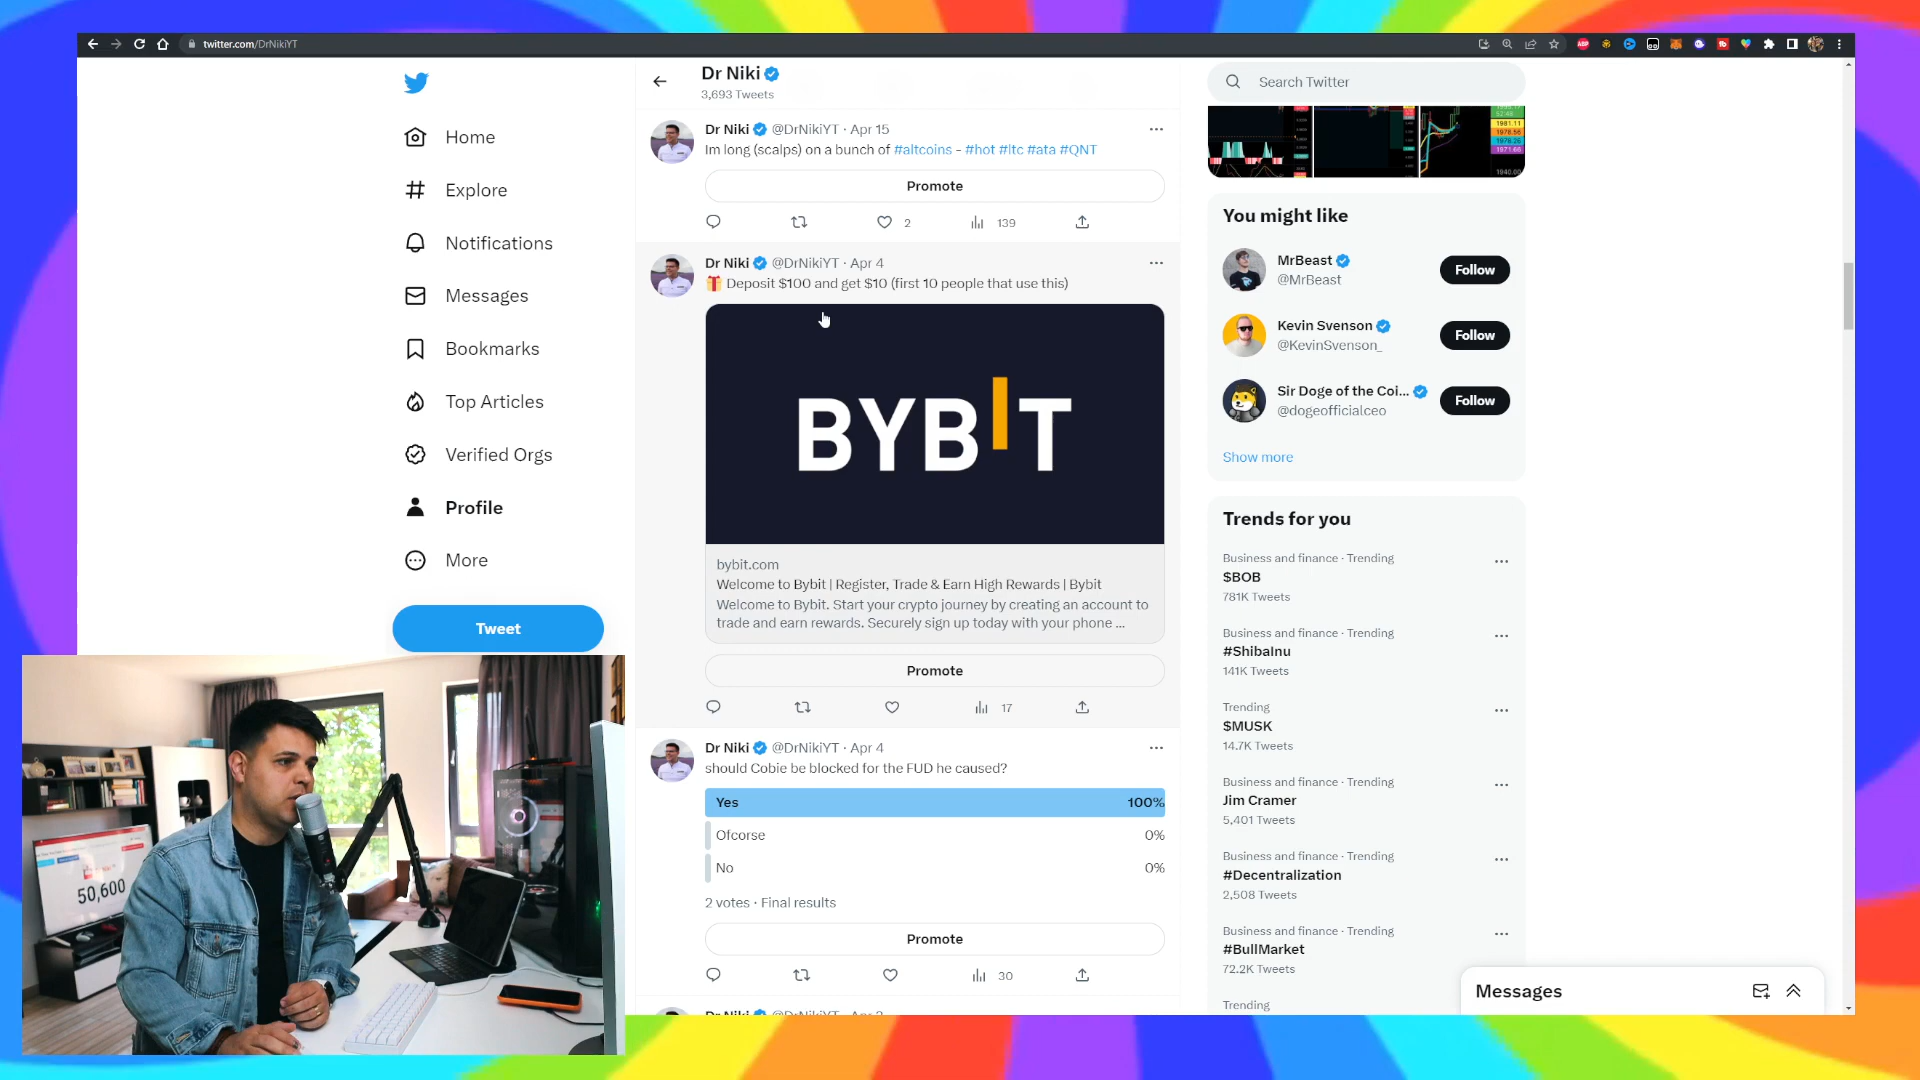 twitter.com/DrNikiYT
Home
Explore
Notifications
Messages
Bookmarks
Top Articles
Verified Orgs
Profile
More
Tweet
50,600
Dr Niki
3,693 Tweets
Dr Niki @DrNikiYT · Apr 15
Im long (scalps) on a bunch of #altcoins - #hot #ltc #ata #QNT
Promote
2 139
Dr Niki @DrNikiYT · Apr 4
Deposit $100 and get $10 (first 10 people that use this)
BYBIT
bybit.com
Welcome to Bybit | Register, Trade & Earn High Rewards | Bybit
Welcome to Bybit. Start your crypto journey by creating an account to
trade and earn rewards. Securely sign up today with your phone ...
Promote
17
Dr Niki @DrNikiYT · Apr 4
should Cobie be blocked for the FUD he caused?
Yes 100%
Ofcorse 0%
No 0%
2 votes · Final results
Promote
30
Dr Niki @DrNikiYT · Apr 3
Search Twitter
1981.11
1978.56
1971.66
1940.00
You might like
MrBeast
@MrBeast
Follow
Kevin Svenson
@KevinSvenson_
Follow
Sir Doge of the Coi...
@dogeofficialceo
Follow
Show more
Trends for you
Business and finance · Trending
$BOB
781K Tweets
Business and finance · Trending
#ShibaInu
141K Tweets
Trending
$MUSK
14.7K Tweets
Business and finance · Trending
Jim Cramer
5,401 Tweets
Business and finance · Trending
#Decentralization
2,508 Tweets
Business and finance · Trending
#BullMarket
72.2K Tweets
Trending
Messages